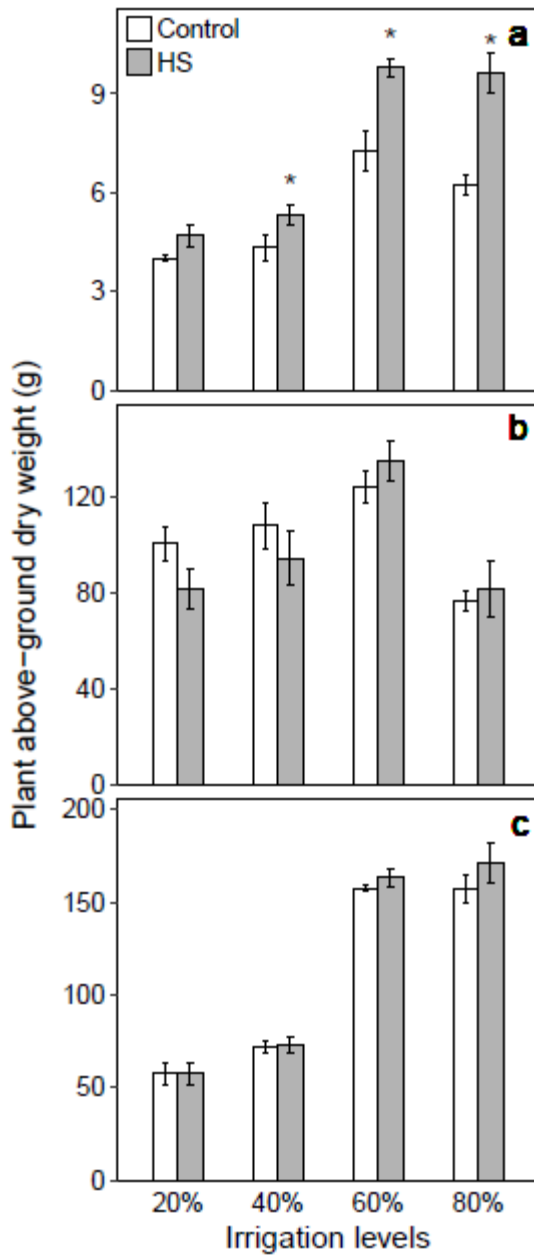 Control
HS
a
*
*
*
9
6
3
0
b
120
80
40
0
c
200
150
100
50
0
Plant above−ground dry weight (g)
20% 40% 60% 80%
Irrigation levels